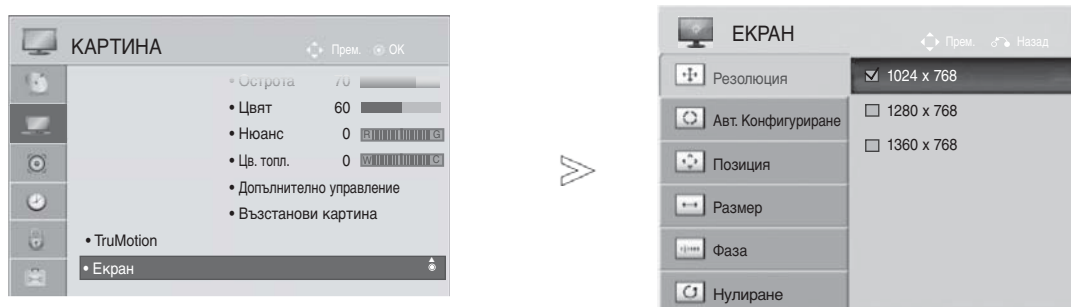 КАРТИНА
Прем. OK
• Острота 70
• Цвят 60
• Нюанс 0 R G
• Цв. топл. 0 W C
• Допълнително управление
• Възстанови картина
• TruMotion
• Екран
ЕКРАН
Прем. Назад
Резолюция
Авт. Конфигуриране
Позиция
Размер
Фаза
Нулиране
1024 x 768
1280 x 768
1360 x 768